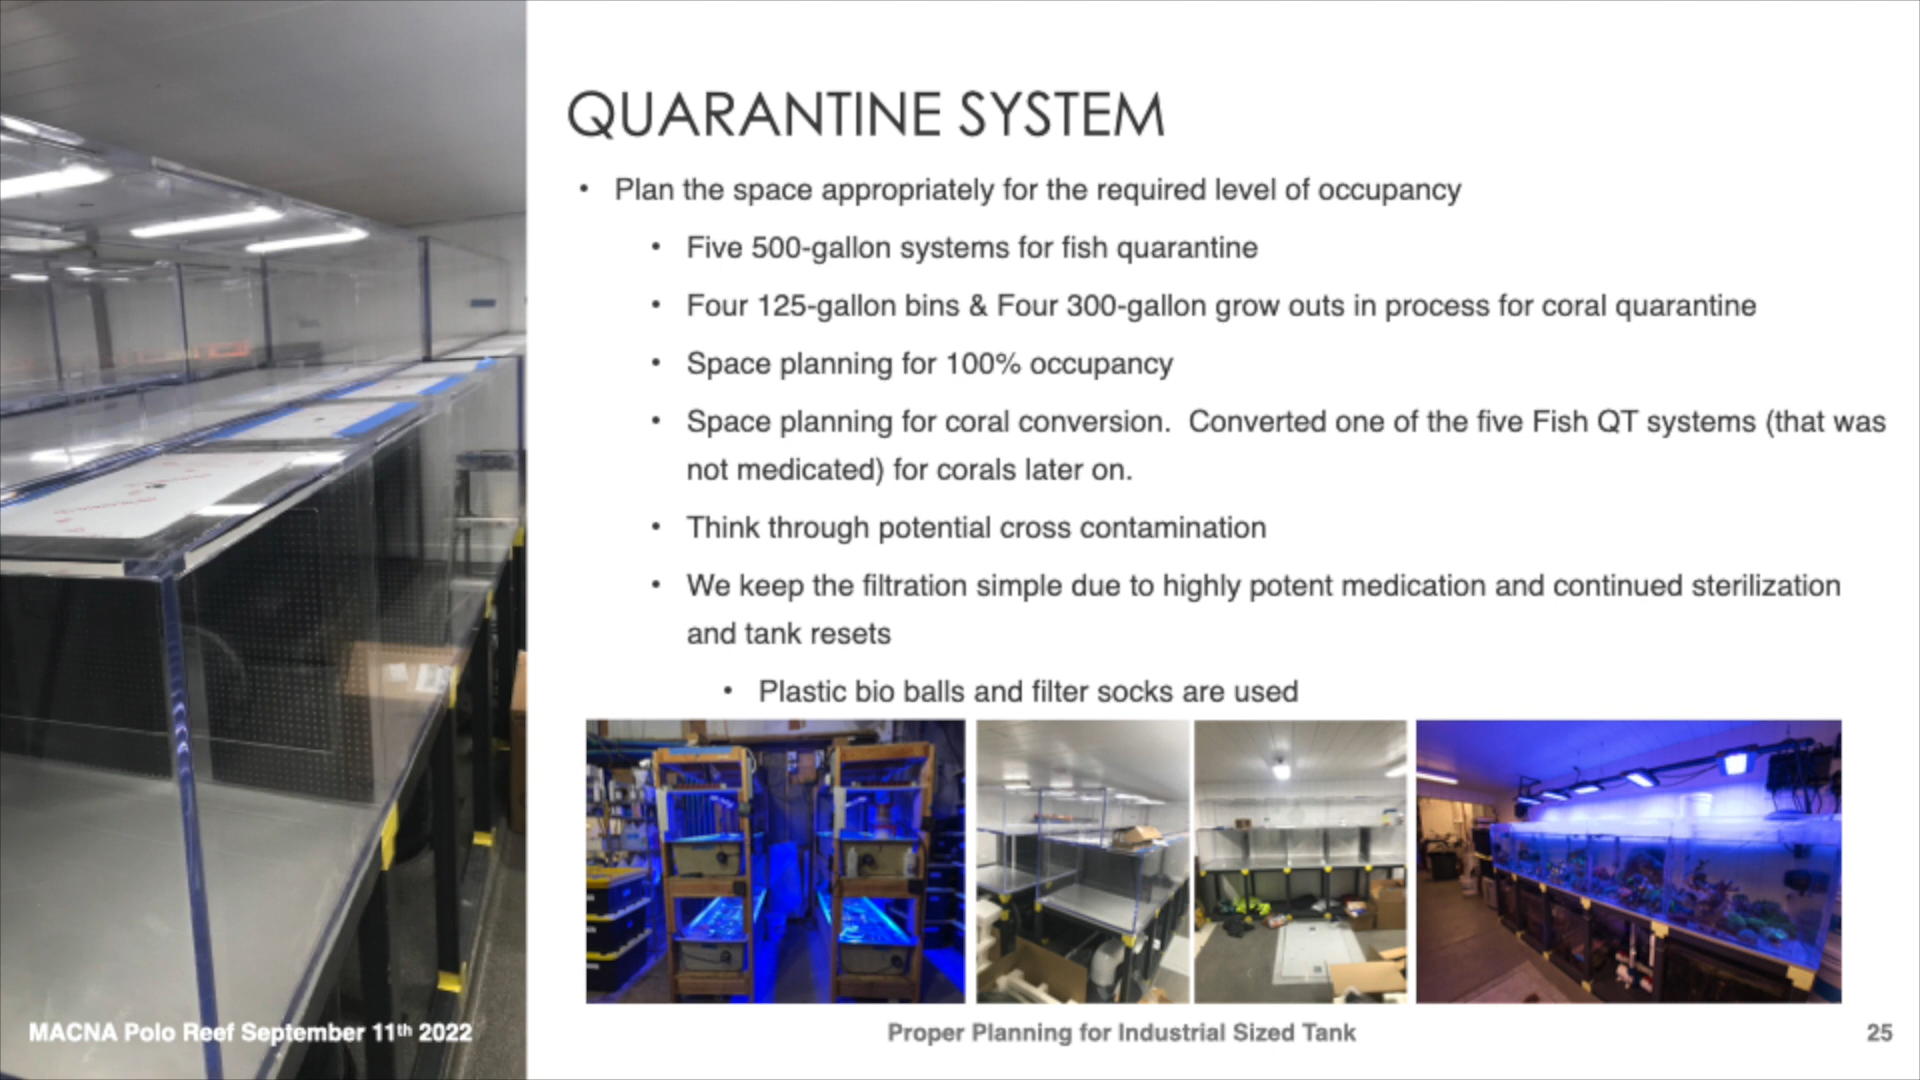 QUARANTINE SYSTEM
• Plan the space appropriately for the required level of occupancy
• Five 500-gallon systems for fish quarantine
• Four 125-gallon bins & Four 300-gallon grow outs in process for coral quarantine
• Space planning for 100% occupancy
• Space planning for coral conversion.  Converted one of the five Fish QT systems (that was
not medicated) for corals later on.
• Think through potential cross contamination
• We keep the filtration simple due to highly potent medication and continued sterilization
and tank resets
• Plastic bio balls and filter socks are used
MACNA Polo Reef September 11th 2022
Proper Planning for Industrial Sized Tank
25